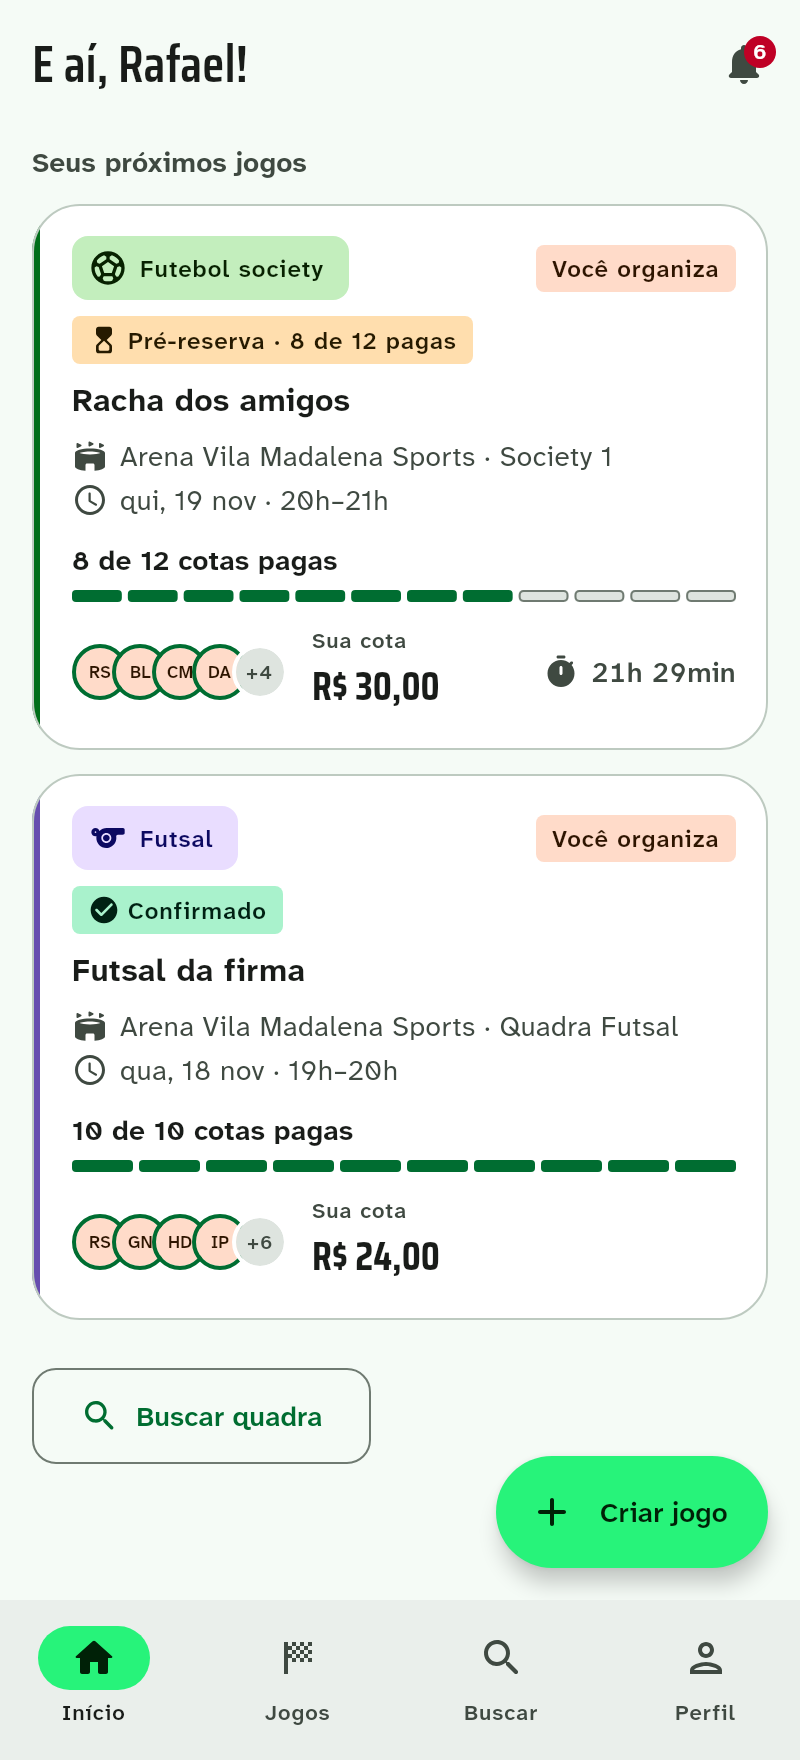 E aí, Rafael!
6
Seus próximos jogos
Futebol society
Você organiza
Pré-reserva · 8 de 12 pagas
Racha dos amigos
Arena Vila Madalena Sports · Society 1
qui, 19 nov · 20h–21h
8 de 12 cotas pagas
RS BL CM DA +4
Sua cota
R$ 30,00
21h 29min
Futsal
Você organiza
Confirmado
Futsal da firma
Arena Vila Madalena Sports · Quadra Futsal
qua, 18 nov · 19h–20h
10 de 10 cotas pagas
RS GN HD IP +6
Sua cota
R$ 24,00
Buscar quadra
Criar jogo
Início
Jogos
Buscar
Perfil